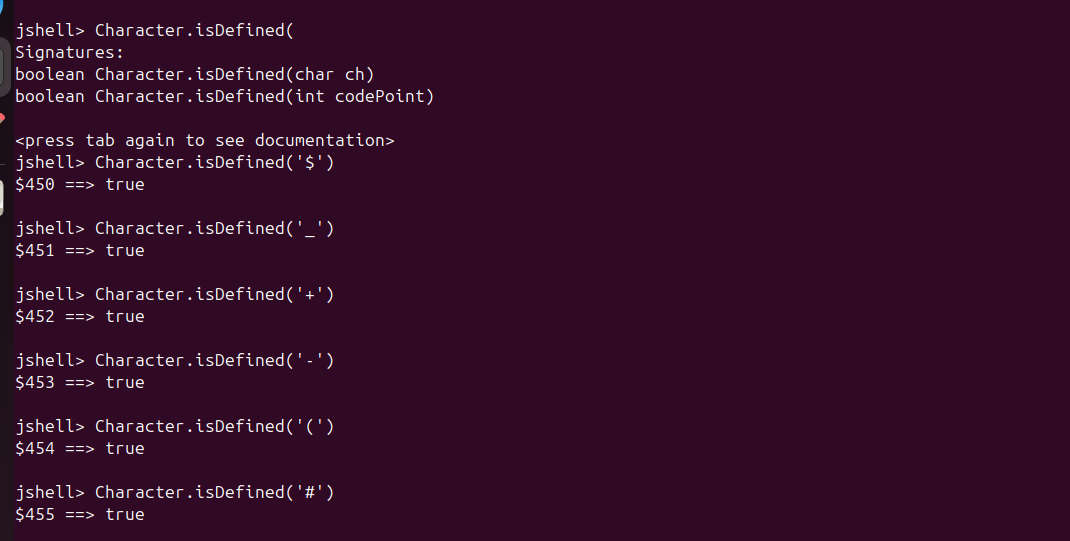 jshell> Character.isDefined(
Signatures:
boolean Character.isDefined(char ch)
boolean Character.isDefined(int codePoint)
<press tab again to see documentation>
jshell> Character.isDefined('$')
$450 ==> true
jshell> Character.isDefined('_')
$451 ==> true
jshell> Character.isDefined('+')
$452 ==> true
jshell> Character.isDefined('-')
$453 ==> true
jshell> Character.isDefined('(')
$454 ==> true
jshell> Character.isDefined('#')
$455 ==> true